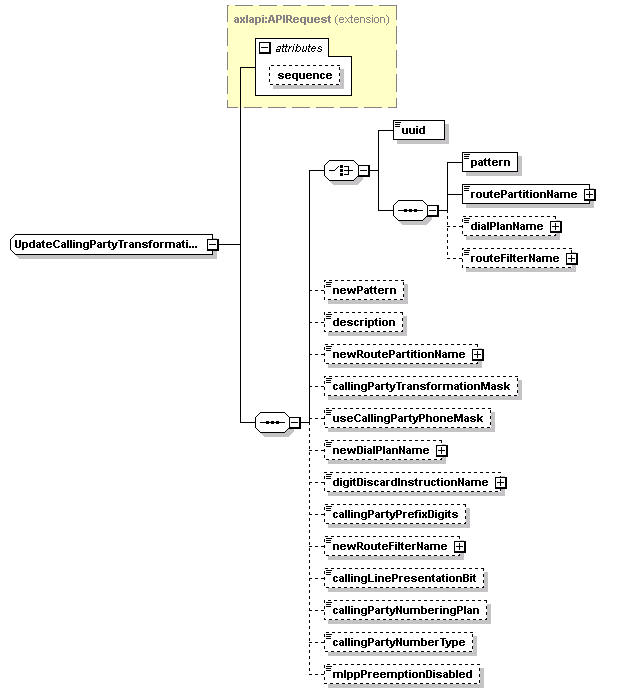 axlapi:APIRequest (extension)
attributes
sequence
uuid
pattern
routePartitionName
dialPlanName
routeFilterName
UpdateCallingPartyTransformati...
newPattern
description
newRoutePartitionName
callingPartyTransformationMask
useCallingPartyPhoneMask
newDialPlanName
digitDiscardInstructionName
callingPartyPrefixDigits
newRouteFilterName
callingLinePresentationBit
callingPartyNumberingPlan
callingPartyNumberType
mlppPreemptionDisabled